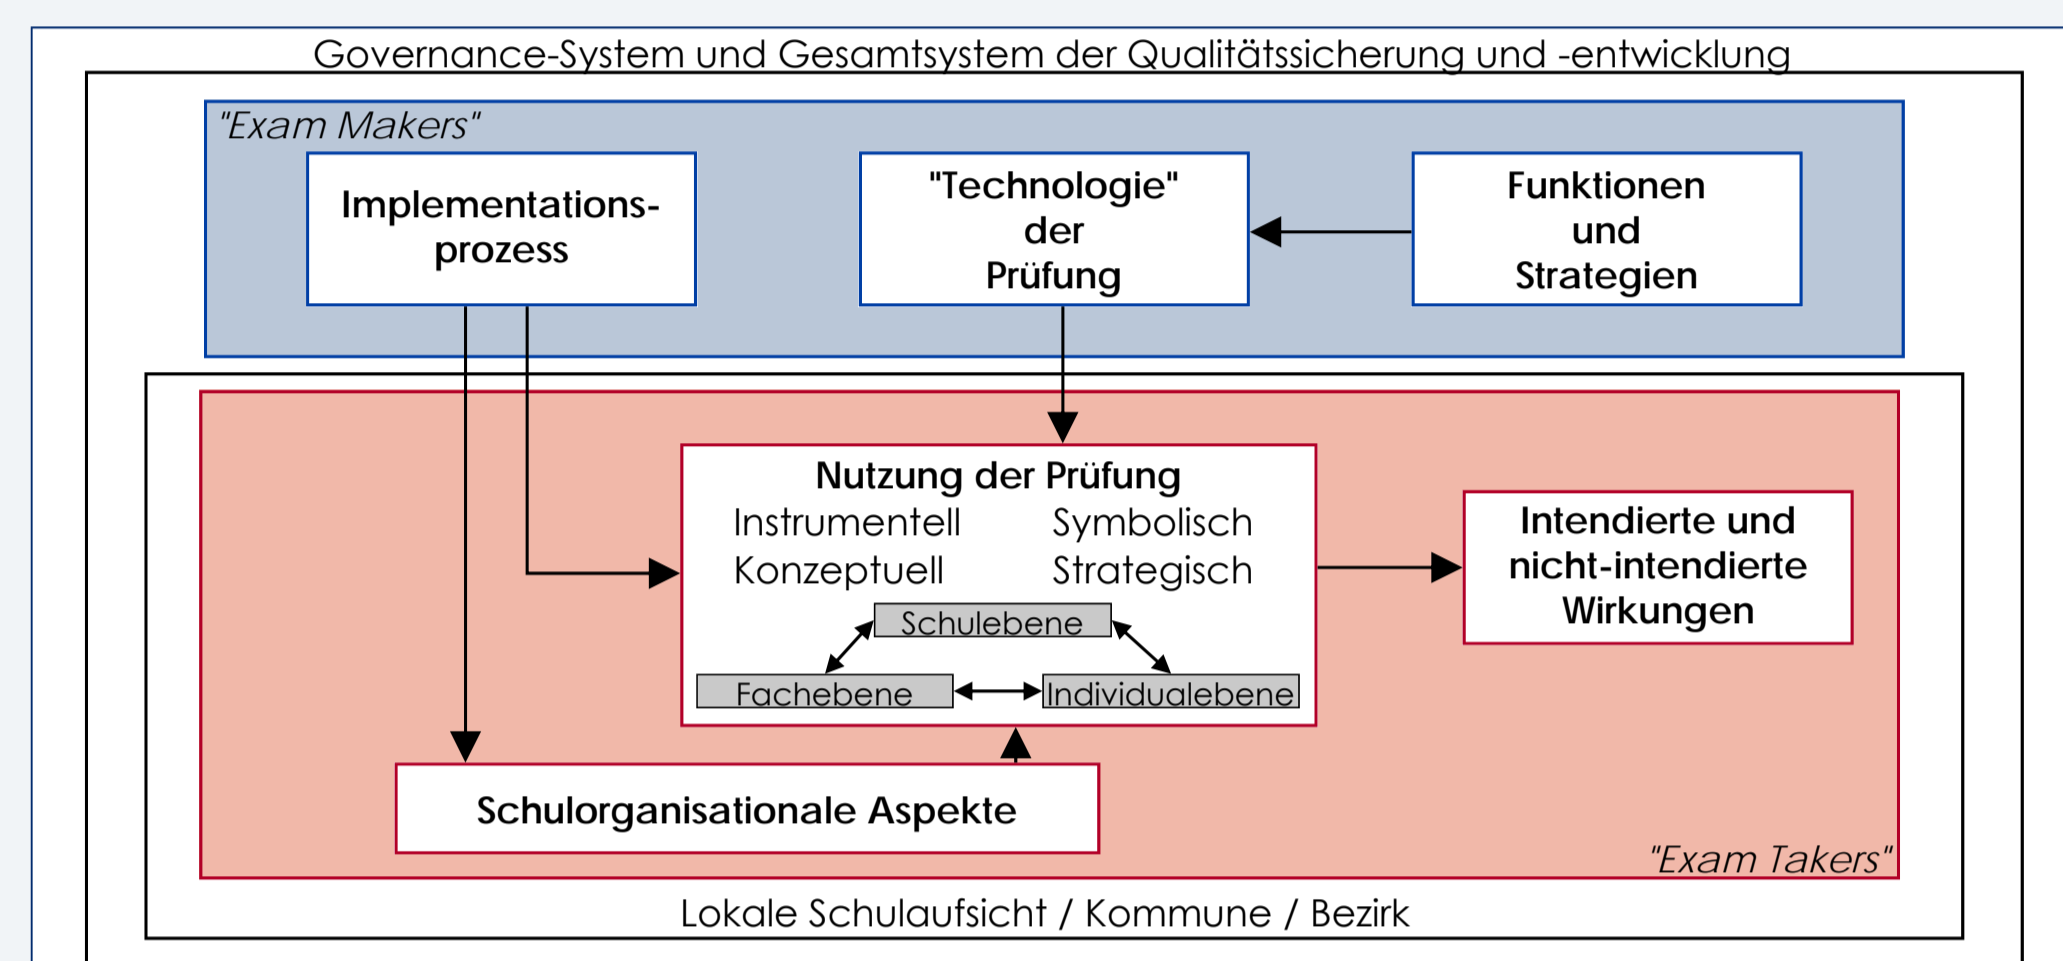 Governance-System und Gesamtsystem der Qualitätssicherung und -entwicklung
"Exam Makers"
Implementations-
prozess
"Technologie"
der
Prüfung
Funktionen
und
Strategien
Nutzung der Prüfung
Instrumentell Symbolisch
Konzeptuell Strategisch
Schulebene
Fachebene Individualebene
Intendierte und
nicht-intendierte
Wirkungen
Schulorganisationale Aspekte
"Exam Takers"
Lokale Schulaufsicht / Kommune / Bezirk